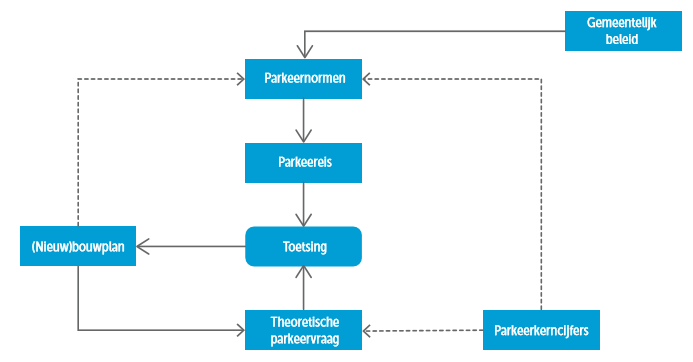 Gemeentelijk
beleid
Parkeernormen
Parkeereis
(Nieuw)bouwplan
Toetsing
Theoretische
parkeervraag
Parkeerkerncijfers